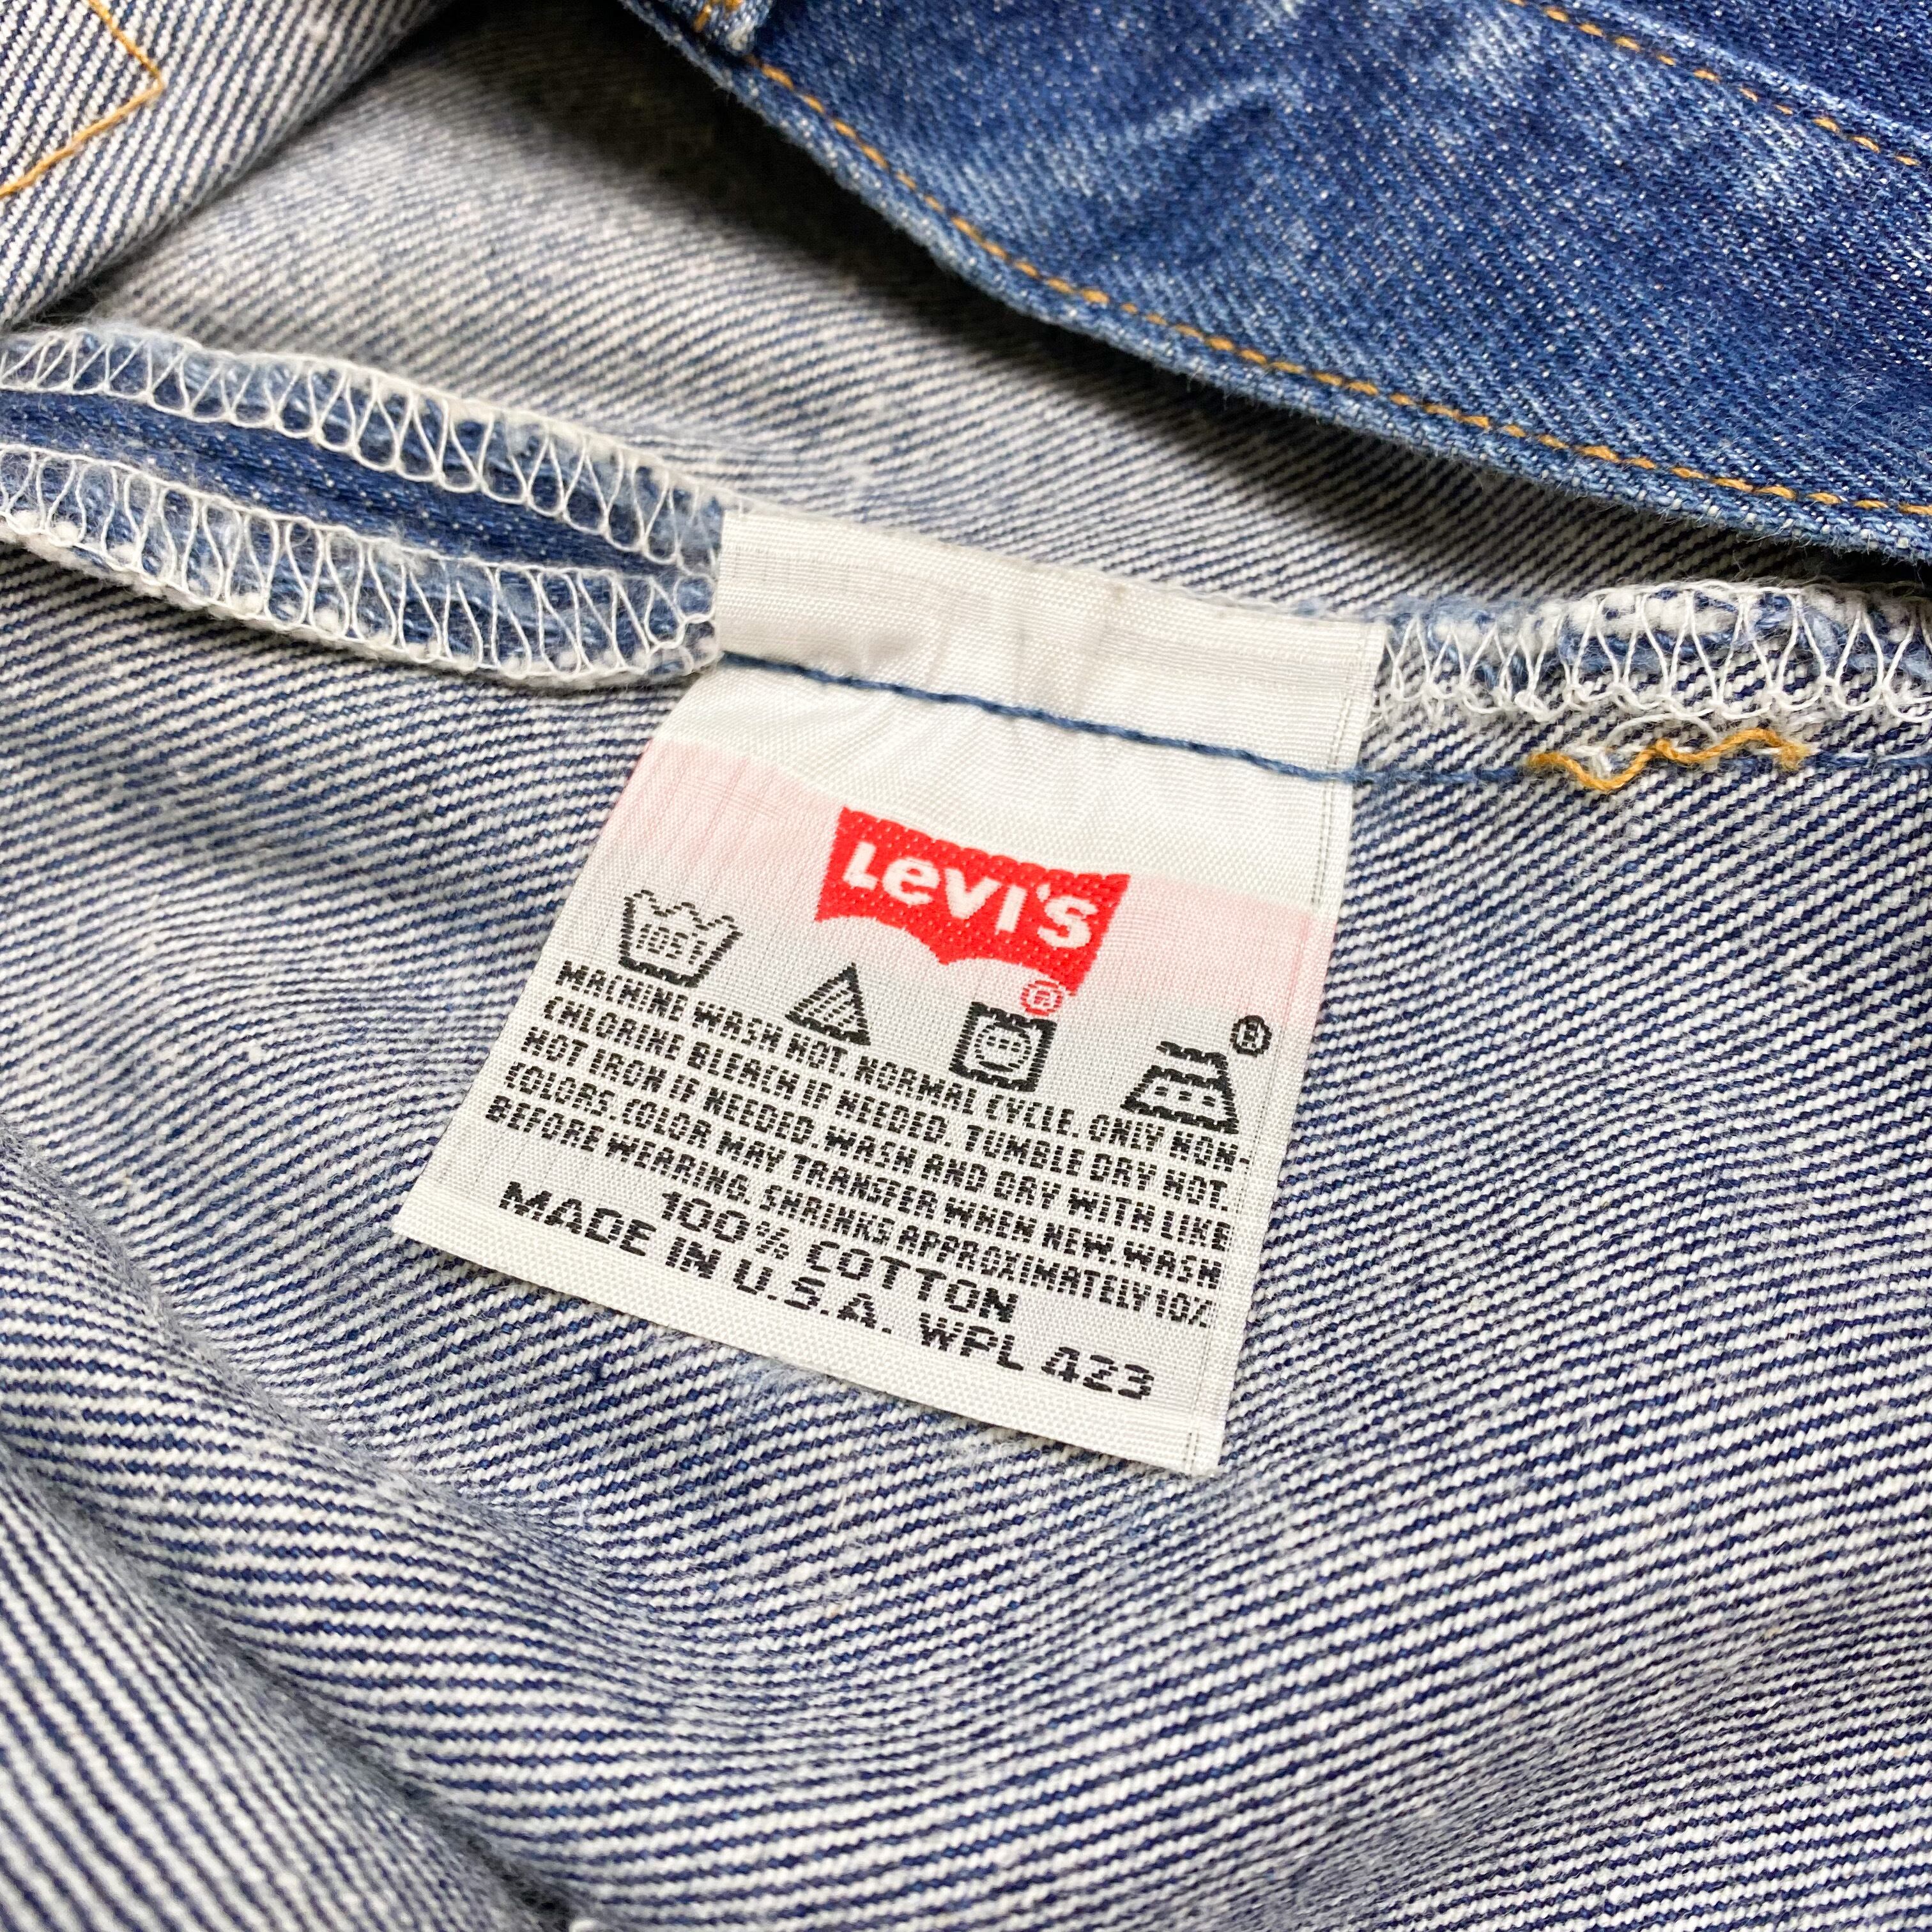 Levi's
®
105F
®
MACHINE WASH HOT. NORMAL CYCLE. ONLY NON-
CHLORINE BLEACH IF NEEDED. TUMBLE DRY HOT.
HOT IRON IF NEEDED. WASH AND DRY WITH LIKE
COLORS. COLOR MAY TRANSFER WHEN NEW. WASH
BEFORE WEARING. SHRINKS APPROXIMATELY 10%
100% COTTON
MADE IN U.S.A. WPL 423